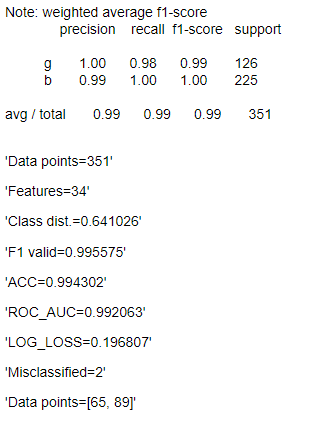 Note: weighted average f1-score
precision recall f1-score support
g 1.00 0.98 0.99 126
b 0.99 1.00 1.00 225
avg / total 0.99 0.99 0.99 351
'Data points=351'
'Features=34'
'Class dist.=0.641026'
'F1 valid=0.995575'
'ACC=0.994302'
'ROC_AUC=0.992063'
'LOG_LOSS=0.196807'
'Misclassified=2'
'Data points=[65, 89]'